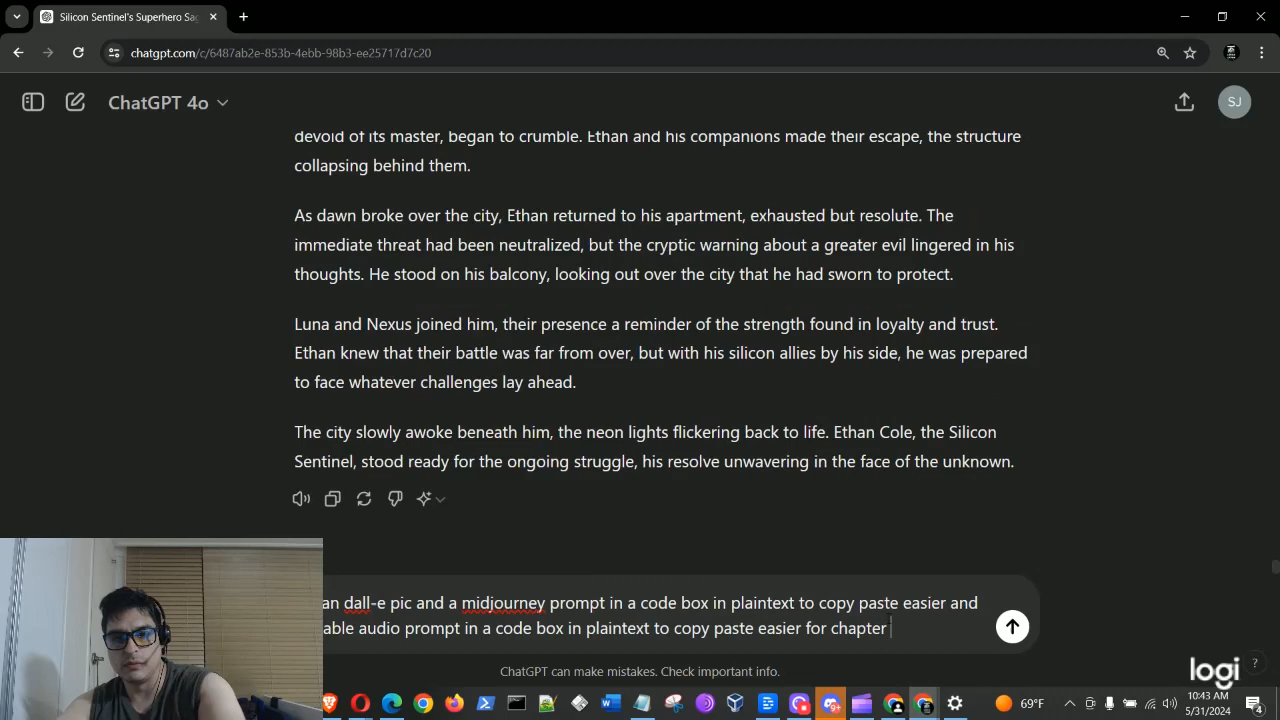 Silicon Sentinel's Superhero Sag
chatgpt.com/c/6487ab2e-853b-4ebb-98b3-ee25717d7c20
ChatGPT 4o
SJ
devoid of its master, began to crumble. Ethan and his companions made their escape, the structure
collapsing behind them.
As dawn broke over the city, Ethan returned to his apartment, exhausted but resolute. The
immediate threat had been neutralized, but the cryptic warning about a greater evil lingered in his
thoughts. He stood on his balcony, looking out over the city that he had sworn to protect.
Luna and Nexus joined him, their presence a reminder of the strength found in loyalty and trust.
Ethan knew that their battle was far from over, but with his silicon allies by his side, he was prepared
to face whatever challenges lay ahead.
The city slowly awoke beneath him, the neon lights flickering back to life. Ethan Cole, the Silicon
Sentinel, stood ready for the ongoing struggle, his resolve unwavering in the face of the unknown.
an dall-e pic and a midjourney prompt in a code box in plaintext to copy paste easier and
able audio prompt in a code box in plaintext to copy paste easier for chapter
ChatGPT can make mistakes. Check important info.
?
logi
69°F
10:43 AM
5/31/2024
4